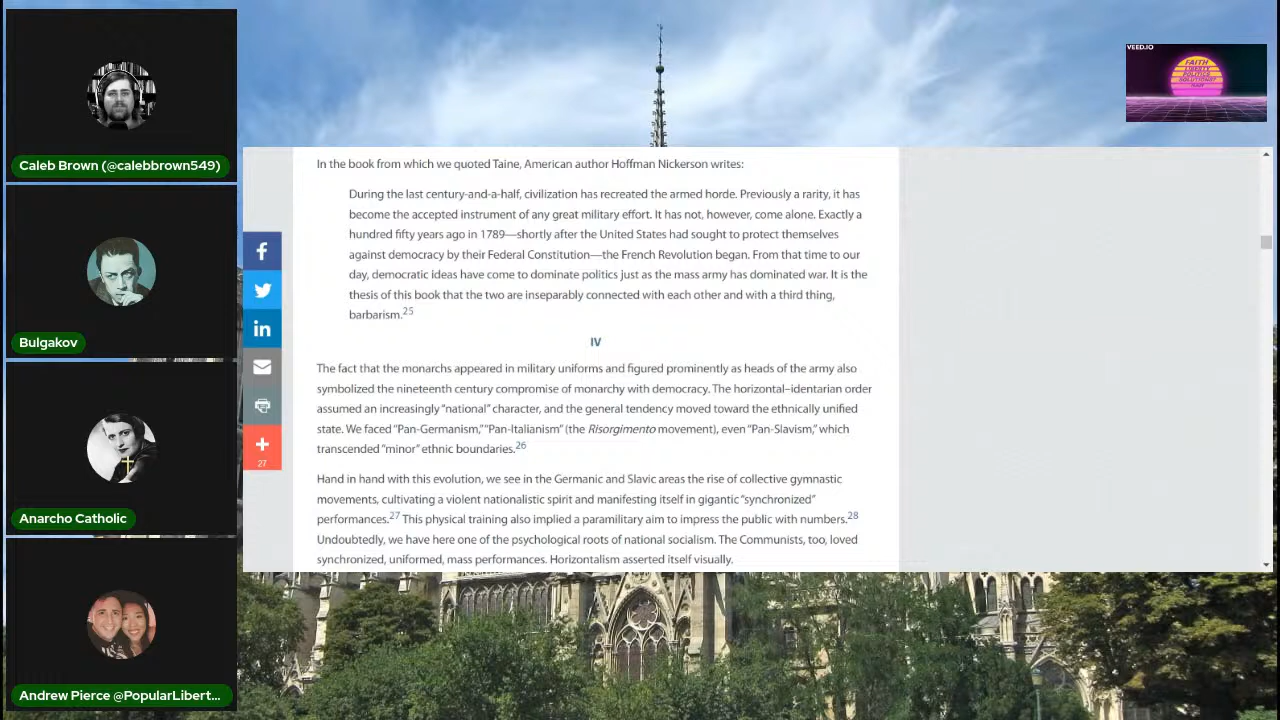 VEED.IO
FAITH
LIBERTY
POLITICS
Caleb Brown (@calebbrown549)
Bulgakov
Anarcho Catholic
Andrew Pierce @PopularLibert...
27
In the book from which we quoted Taine, American author Hoffman Nickerson writes:
During the last century-and-a-half, civilization has recreated the armed horde. Previously a rarity, it has
become the accepted instrument of any great military effort. It has not, however, come alone. Exactly a
hundred fifty years ago in 1789—shortly after the United States had sought to protect themselves
against democracy by their Federal Constitution—the French Revolution began. From that time to our
day, democratic ideas have come to dominate politics just as the mass army has dominated war. It is the
thesis of this book that the two are inseparably connected with each other and with a third thing,
barbarism.25
IV
The fact that the monarchs appeared in military uniforms and figured prominently as heads of the army also
symbolized the nineteenth century compromise of monarchy with democracy. The horizontal–identarian order
assumed an increasingly “national” character, and the general tendency moved toward the ethnically unified
state. We faced “Pan-Germanism,” “Pan-Italianism” (the Risorgimento movement), even “Pan-Slavism,” which
transcended “minor” ethnic boundaries.26
Hand in hand with this evolution, we see in the Germanic and Slavic areas the rise of collective gymnastic
movements, cultivating a violent nationalistic spirit and manifesting itself in gigantic “synchronized”
performances.27 This physical training also implied a paramilitary aim to impress the public with numbers.28
Undoubtedly, we have here one of the psychological roots of national socialism. The Communists, too, loved
synchronized, uniformed, mass performances. Horizontalism asserted itself visually.